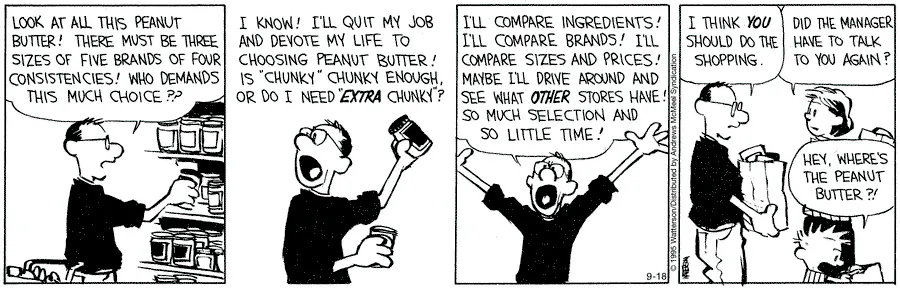 LOOK AT ALL THIS PEANUT
BUTTER! THERE MUST BE THREE
SIZES OF FIVE BRANDS OF FOUR
CONSISTENCIES! WHO DEMANDS
THIS MUCH CHOICE??
I KNOW! I'LL QUIT MY JOB
AND DEVOTE MY LIFE TO
CHOOSING PEANUT BUTTER!
IS "CHUNKY" CHUNKY ENOUGH,
OR DO I NEED "EXTRA CHUNKY"?
I'LL COMPARE INGREDIENTS!
I'LL COMPARE BRANDS! I'LL
COMPARE SIZES AND PRICES!
MAYBE I'LL DRIVE AROUND AND
SEE WHAT OTHER STORES HAVE!
SO MUCH SELECTION AND
SO LITTLE TIME!
9-18
© 1995 Watterson/Distributed by Andrews McMeel Syndication
I THINK YOU
SHOULD DO THE
SHOPPING.
DID THE MANAGER
HAVE TO TALK
TO YOU AGAIN?
HEY, WHERE'S
THE PEANUT
BUTTER?!
WATTERSON